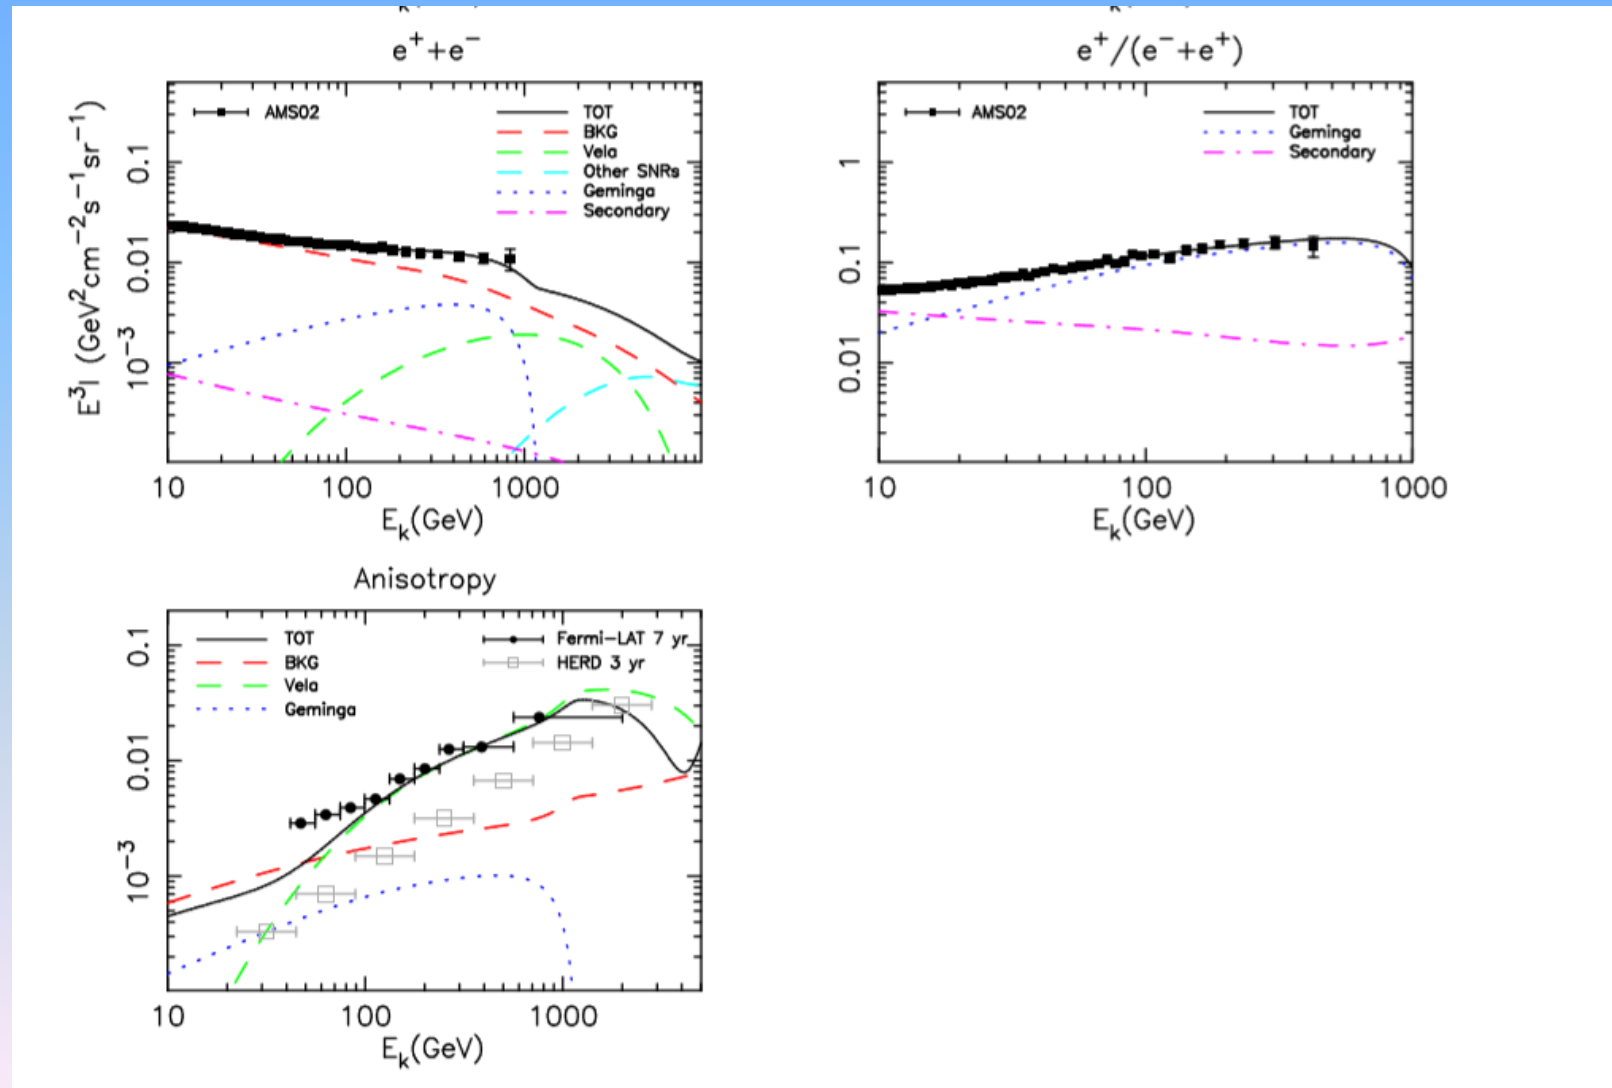 e⁺+e⁻
AMS02
TOT
BKG
Vela
Other SNRs
Geminga
Secondary
E³I (GeV²cm⁻²s⁻¹sr⁻¹)
0.1
0.01
10⁻³
10 100 1000
Eₖ(GeV)
e⁺/(e⁻+e⁺)
AMS02
TOT
Geminga
Secondary
1
0.1
0.01
10 100 1000
Eₖ(GeV)
Anisotropy
TOT
BKG
Vela
Geminga
Fermi-LAT 7 yr
HERD 3 yr
0.1
0.01
10⁻³
10 100 1000
Eₖ(GeV)